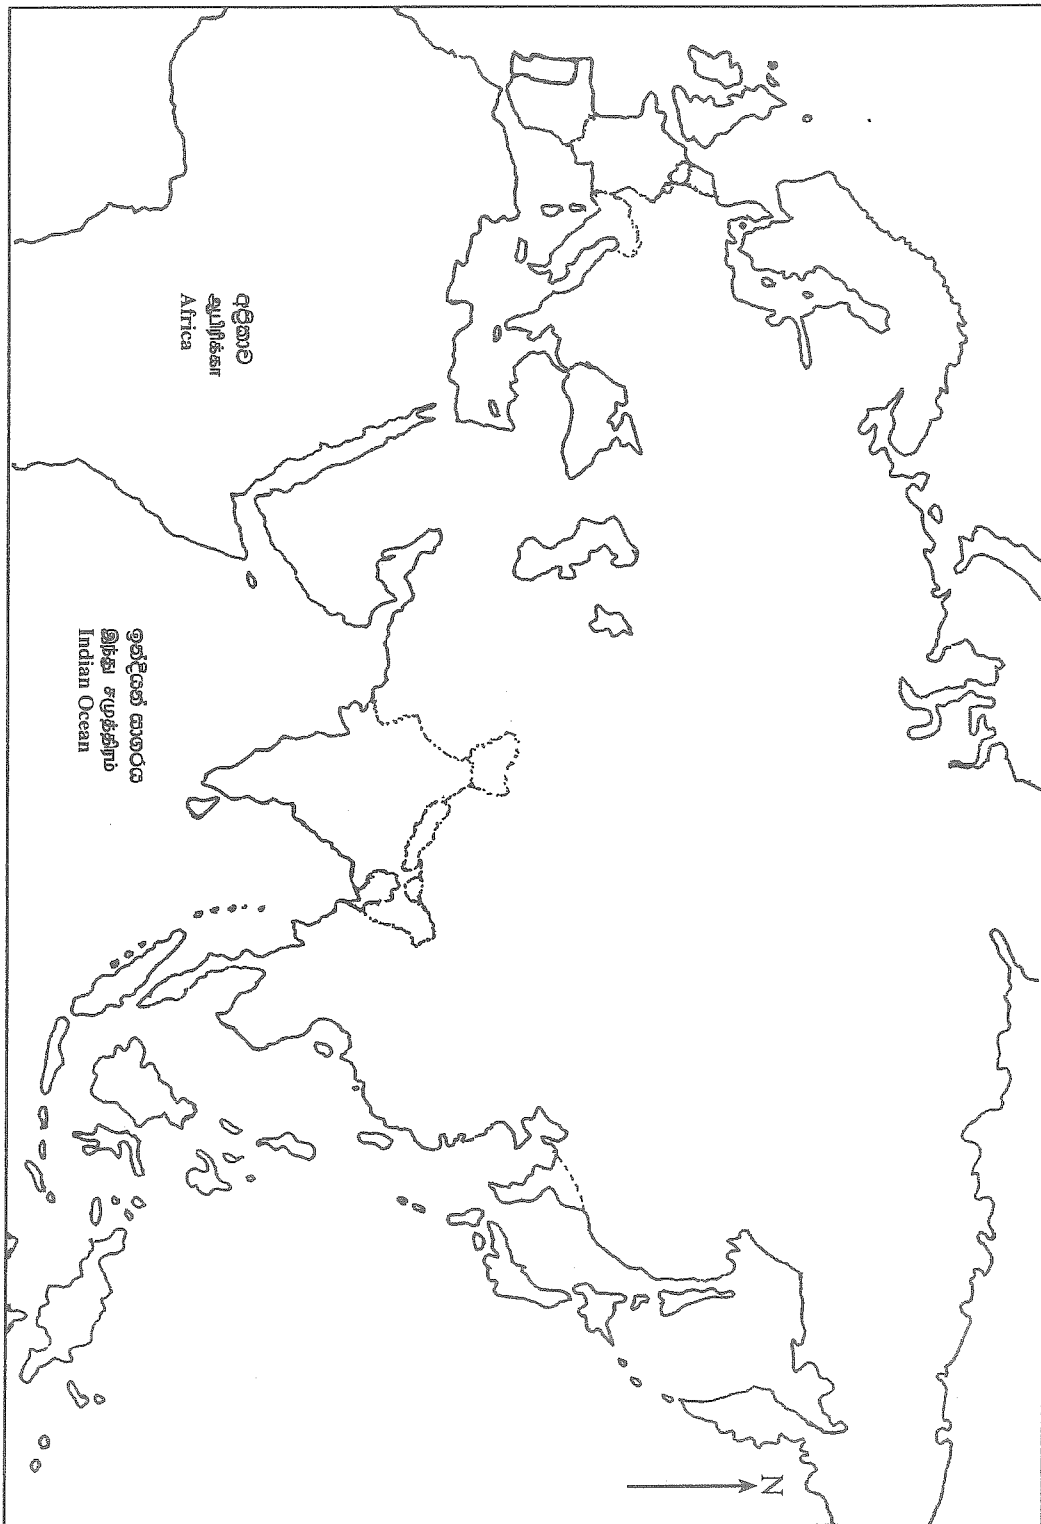 අප්‍රිකාව
ஆபிரிக்கா
Africa
ඉන්දියන් සාගරය
இந்து சமுத்திரம்
Indian Ocean
N